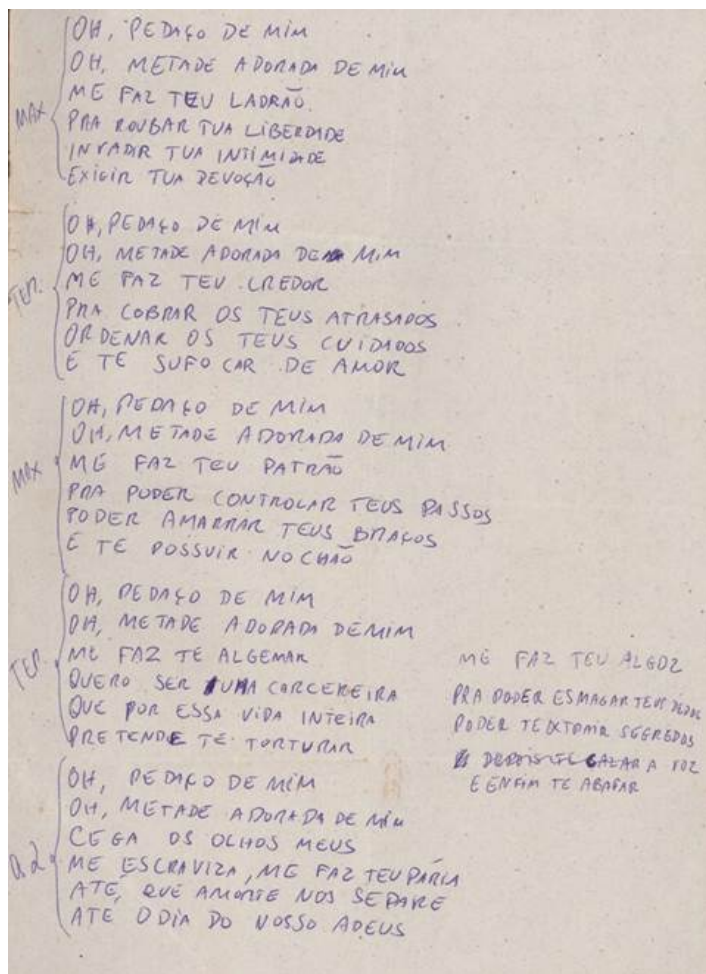 MAX
OH, PEDAÇO DE MIM
OH, METADE ADORADA DE MIM
ME FAZ TEU LADRÃO
PRA ROUBAR TUA LIBERDADE
INVADIR TUA INTIMIDADE
EXIGIR TUA DEVOÇÃO
TER.
OH, PEDAÇO DE MIM
OH, METADE ADORADA DE MIM
ME FAZ TEU CREDOR
PRA COBRAR OS TEUS ATRASADOS
ORDENAR OS TEUS CUIDADOS
E TE SUFOCAR DE AMOR
MAX
OH, PEDAÇO DE MIM
OH, METADE ADORADA DE MIM
ME FAZ TEU PATRÃO
PRA PODER CONTROLAR TEUS PASSOS
PODER AMARRAR TEUS BRAÇOS
E TE POSSUIR NO CHÃO
TER.
OH, PEDAÇO DE MIM
OH, METADE ADORADA DE MIM
ME FAZ TE ALGEMAR
QUERO SER UMA CARCEREIRA
QUE POR ESSA VIDA INTEIRA
PRETENDE TE TORTURAR
ME FAZ TEU ALGOZ
PRA PODER ESMAGAR TEUS DEDOS
PODER TE EXTRAIR SEGREDOS
DEPOIS TE CALAR A VOZ
E ENFIM TE ABAFAR
a 2
OH, PEDAÇO DE MIM
OH, METADE ADORADA DE MIM
CEGA OS OLHOS MEUS
ME ESCRAVIZA, ME FAZ TEU PÁRIA
ATÉ, QUE A MORTE NOS SEPARE
ATÉ O DIA DO NOSSO ADEUS